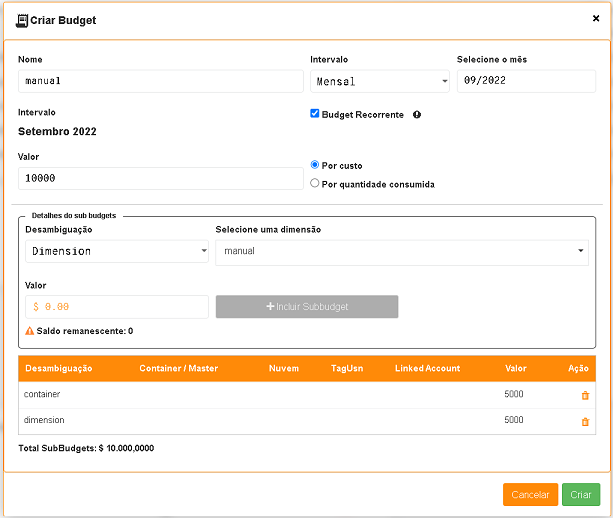 Criar Budget
×
Nome Intervalo Selecione o mês
manual Mensal 09/2022
Intervalo Budget Recorrente
Setembro 2022
Valor Por custo
10000 Por quantidade consumida
Detalhes do sub budgets
Desambiguação Selecione uma dimensão
Dimension manual
Valor
$ 0.00 + Incluir Subbudget
Saldo remanescente: 0
Desambiguação Container / Master Nuvem TagUsn Linked Account Valor Ação
container 5000
dimension 5000
Total SubBudgets: $ 10.000,0000
Cancelar Criar